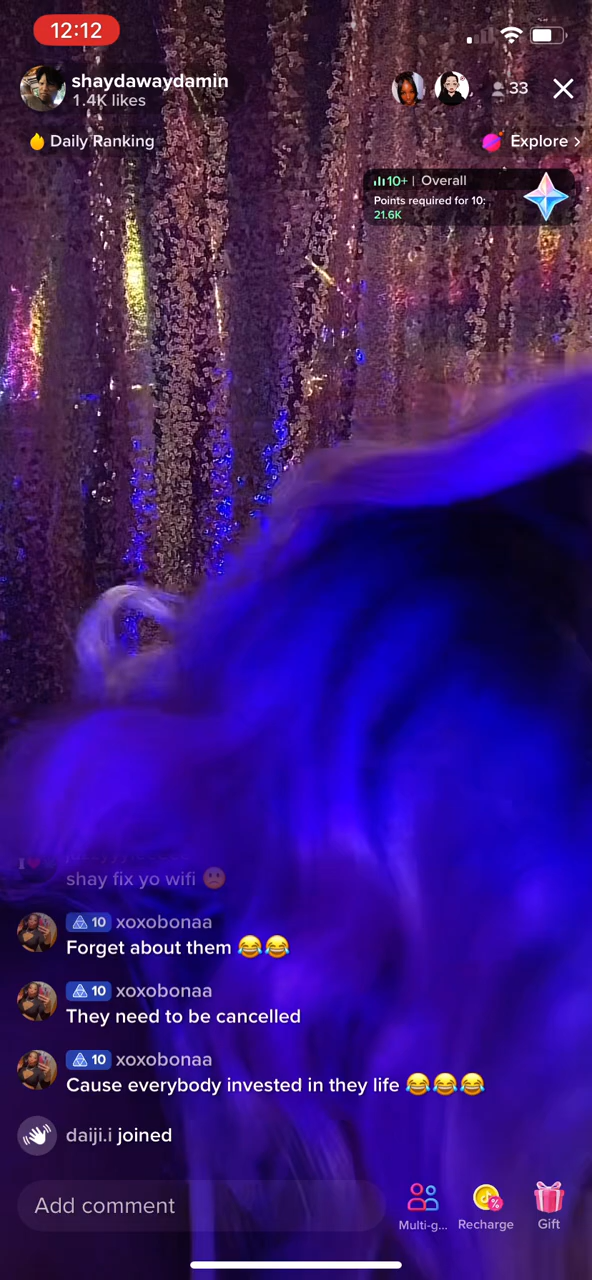 12:12
shaydawaydamin
1.4K likes
33
Daily Ranking
Explore >
10+ | Overall
Points required for 10:
21.6K
shay fix yo wifi 🙁
10 xoxobonaa
Forget about them 😂😂
10 xoxobonaa
They need to be cancelled
10 xoxobonaa
Cause everybody invested in they life 😂😂😂
daiji.i joined
Add comment
Multi-g...
Recharge
Gift